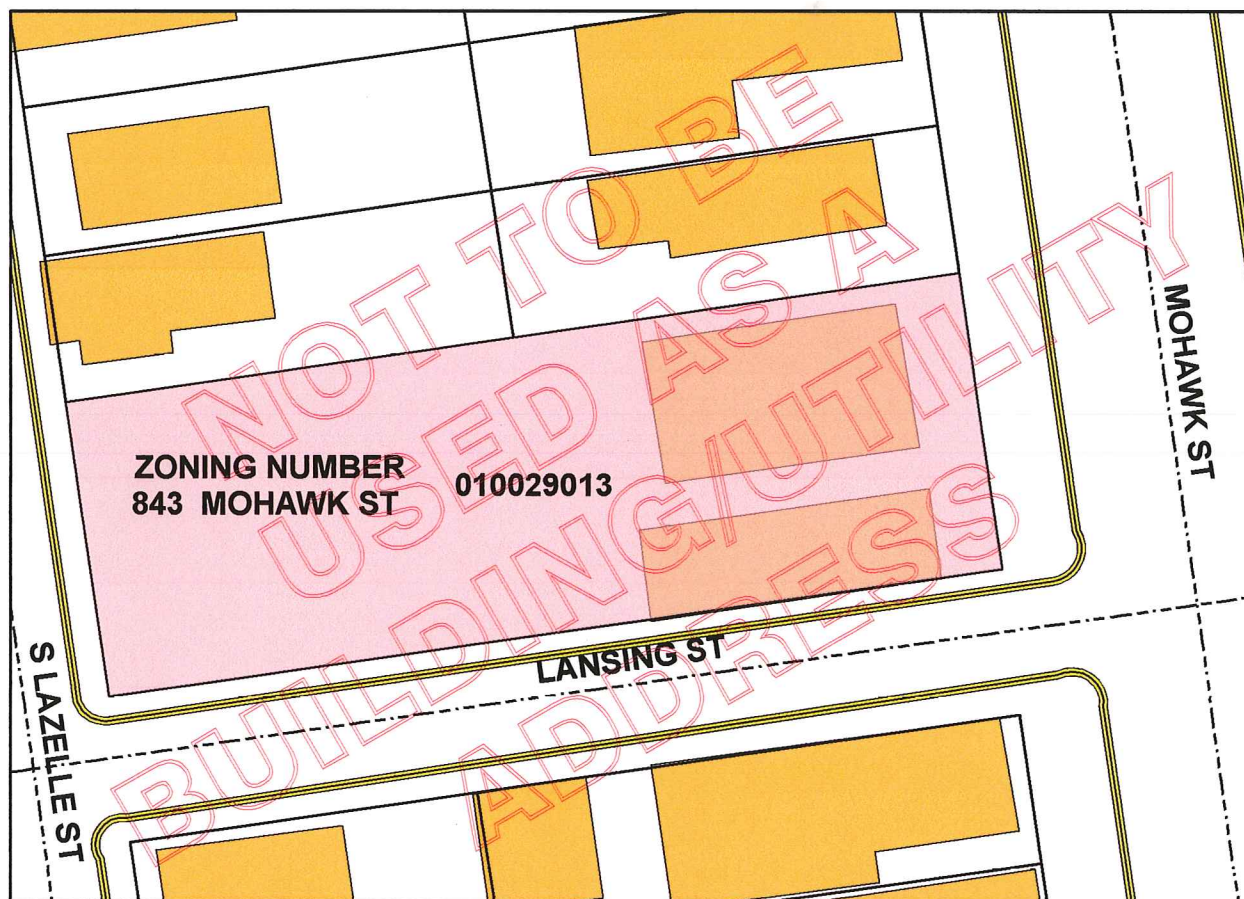 NOT TO BE
USED AS A
BUILDING/UTILITY
ADDRESS
ZONING NUMBER
843 MOHAWK ST
010029013
MOHAWK ST
LANSING ST
S LAZELLE ST